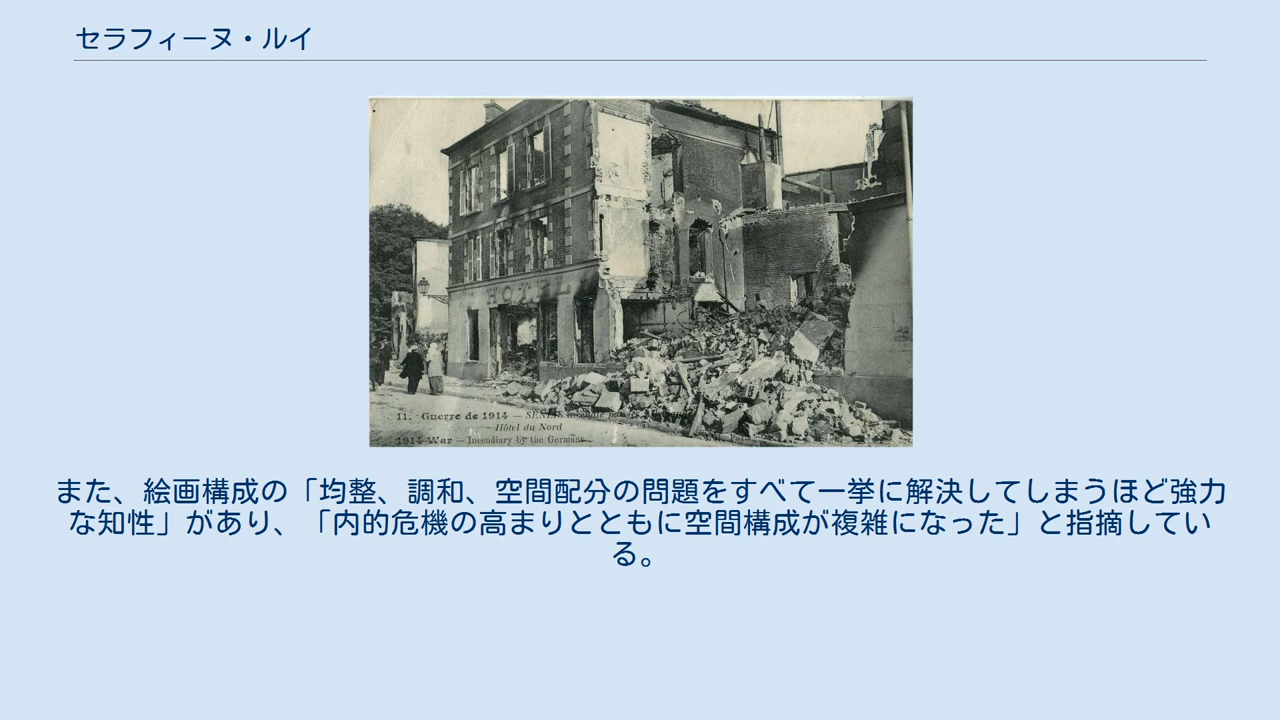 セラフィーヌ・ルイ
HOTEL
11. Guerre de 1914 — SENLIS incendié par les
Hôtel du Nord
1914 War — Incendiary by the Germans
また、絵画構成の「均整、調和、空間配分の問題をすべて一挙に解決してしまうほど強力
な知性」があり、「内的危機の高まりとともに空間構成が複雑になった」と指摘してい
る。